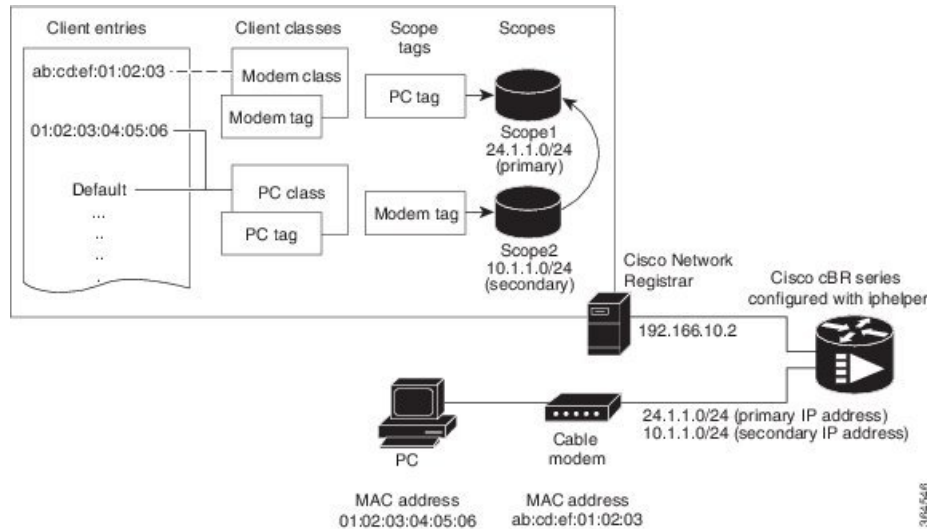 Client entries
Client classes
Scope
tags
Scopes
ab:cd:ef:01:02:03
Modem class
Modem tag
PC tag
Scope1
24.1.1.0/24
(primary)
01:02:03:04:05:06
Default
...
..
..
.
PC class
PC tag
Modem tag
Scope2
10.1.1.0/24
(secondary)
Cisco Network
Registrar
192.166.10.2
Cisco cBR series
configured with iphelper
24.1.1.0/24 (primary IP address)
10.1.1.0/24 (secondary IP address)
PC
Cable
modem
MAC address
01:02:03:04:05:06
MAC address
ab:cd:ef:01:02:03
364546